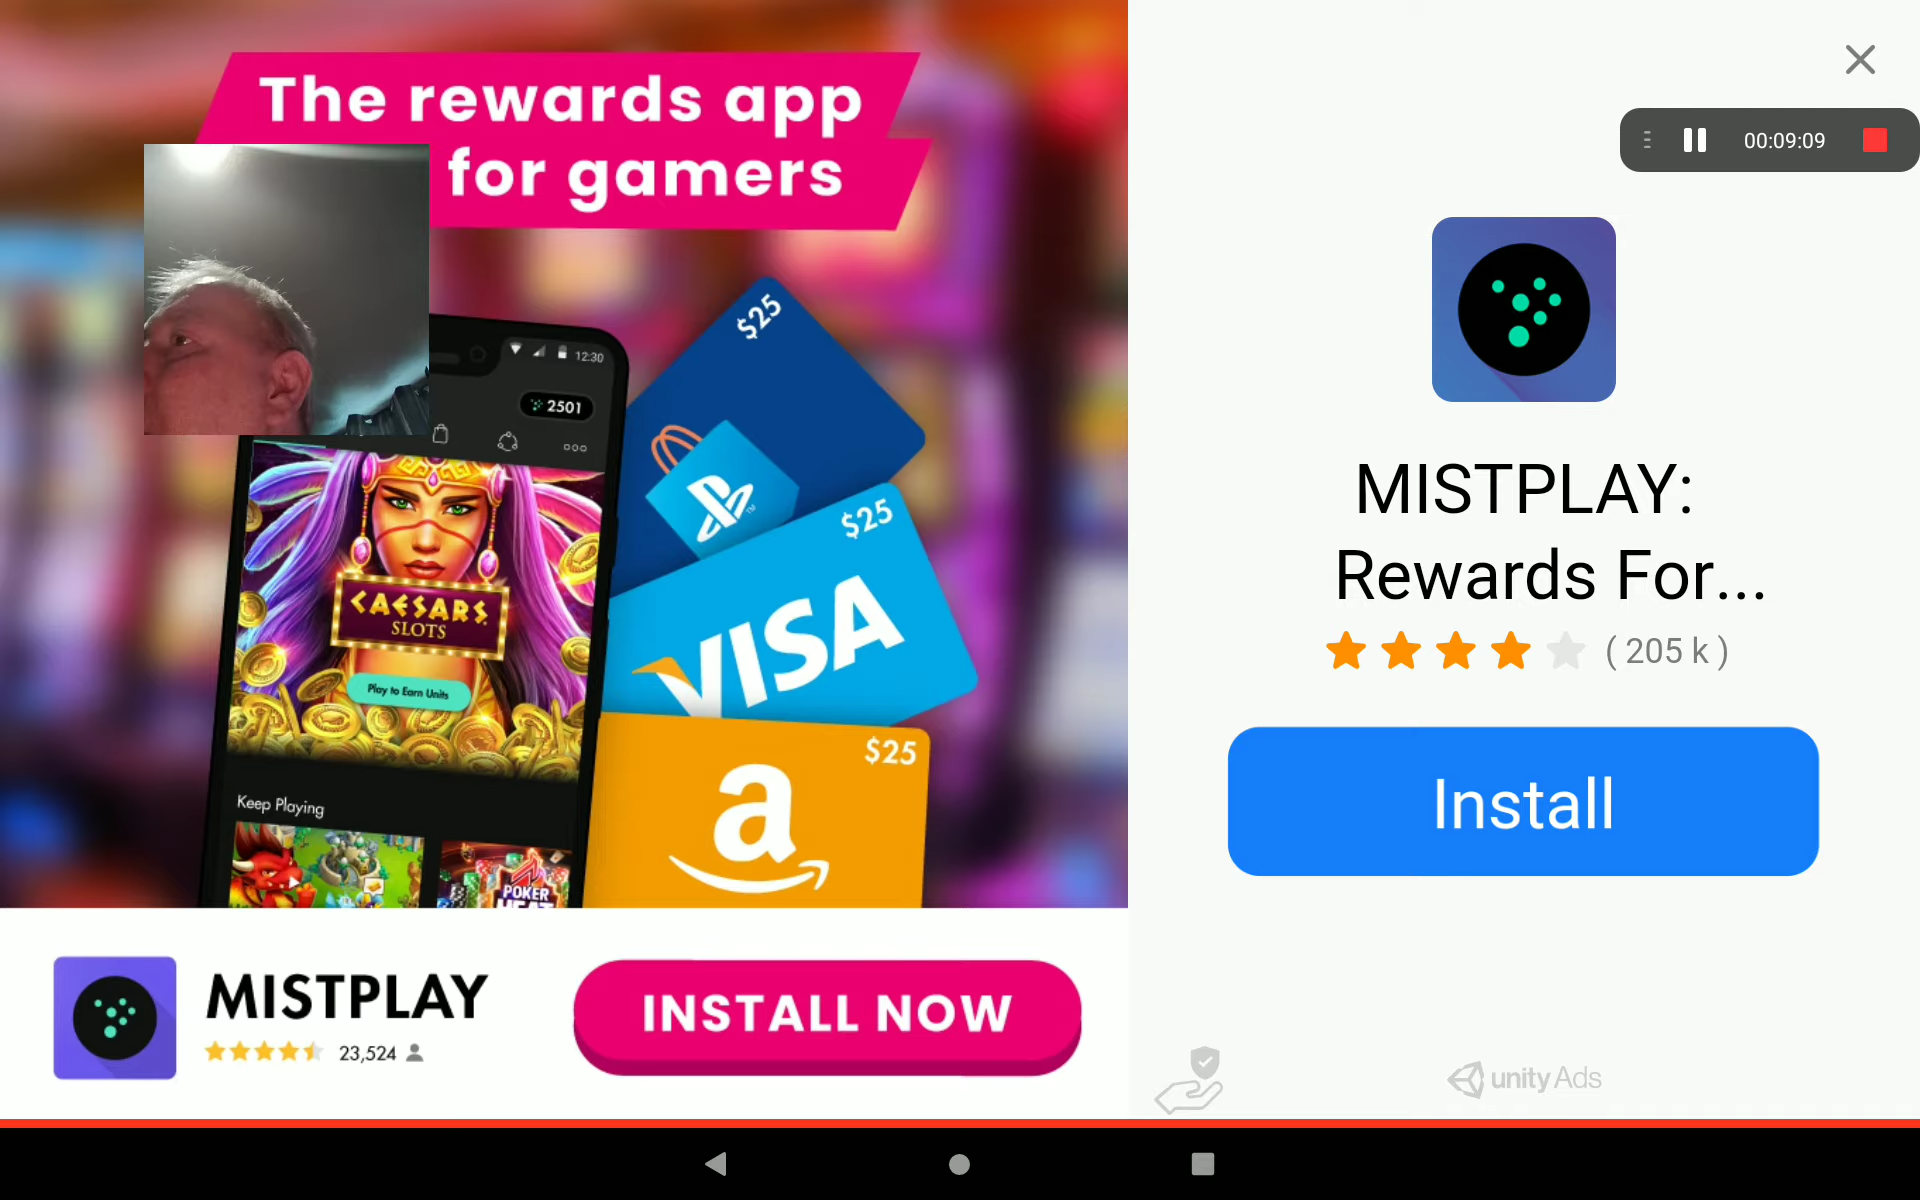 The rewards app
for gamers
00:09:09
12:30
2501
$25
$25
VISA
$25
a
CAESARS
SLOTS
Play to Earn Units
Keep Playing
POKER
HEAT
MISTPLAY
23,524
INSTALL NOW
MISTPLAY:
Rewards For...
( 205 k )
Install
unity Ads